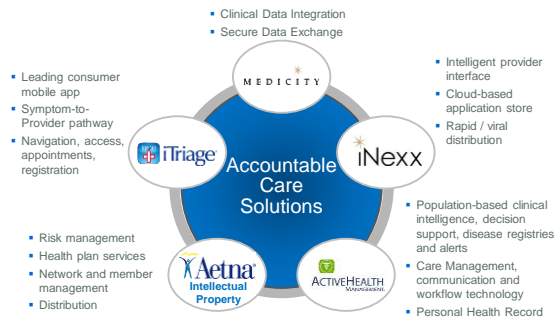 Clinical Data Integration
Secure Data Exchange
MEDICITY
Leading consumer
mobile app
Symptom-to-
Provider pathway
Navigation, access,
appointments,
registration
iTriage
Intelligent provider
interface
Cloud-based
application store
Rapid / viral
distribution
iNexx
Accountable
Care
Solutions
Risk management
Health plan services
Network and member
management
Distribution
Aetna®
Intellectual
Property
ACTIVEHEALTH
MANAGEMENT
Population-based clinical
intelligence, decision
support, disease registries
and alerts
Care Management,
communication and
workflow technology
Personal Health Record